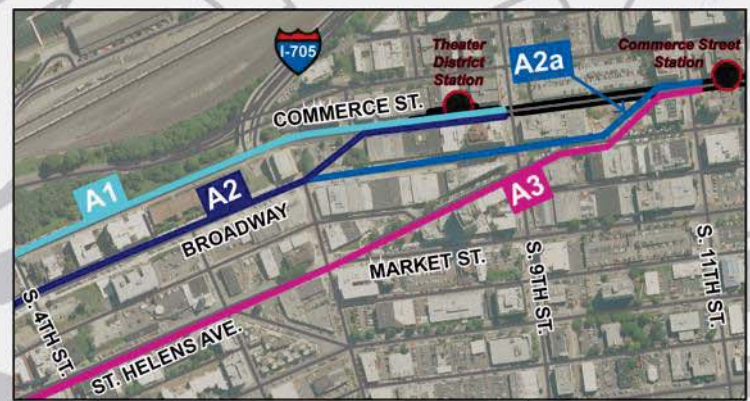 I-705
Theater
District
Station
A2a
Commerce Street
Station
COMMERCE ST.
A1
A2
BROADWAY
A3
MARKET ST.
S. 4TH ST.
S. 9TH ST.
S. 11TH ST.
ST. HELENS AVE.